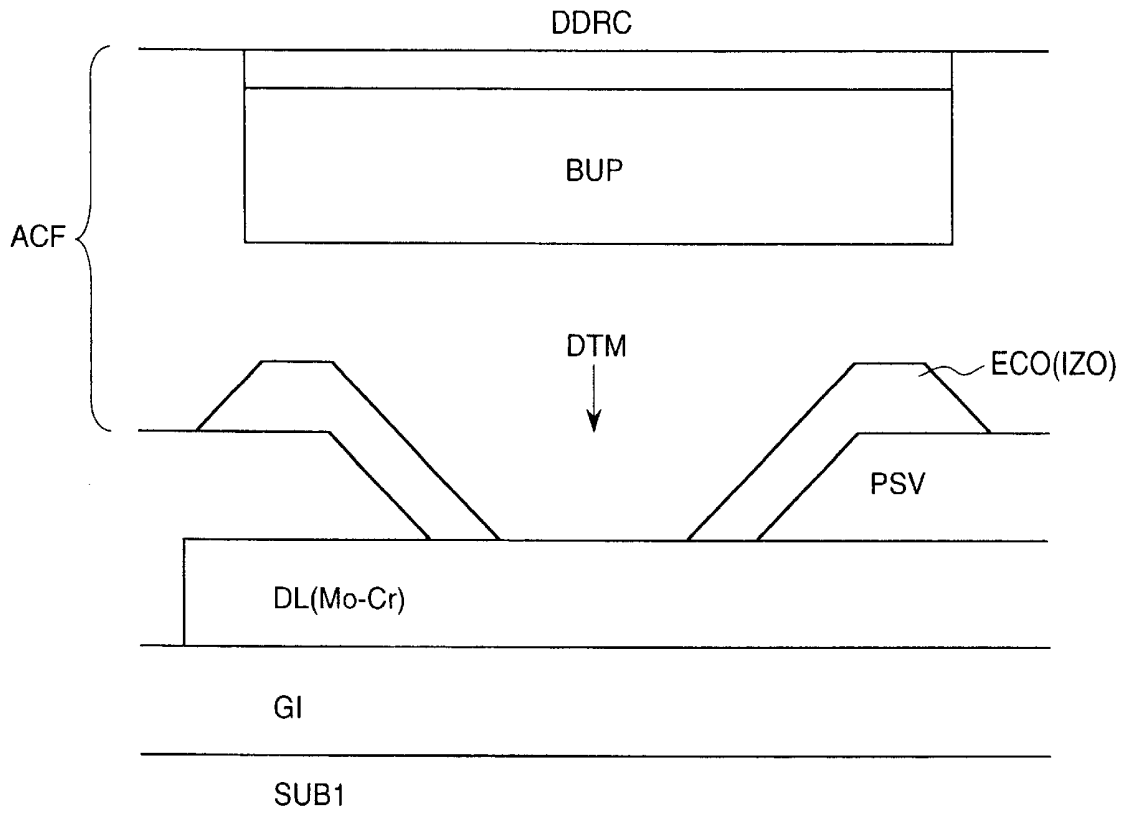 DDRC
BUP
ACF
DTM
ECO(IZO)
PSV
DL(Mo-Cr)
GI
SUB1